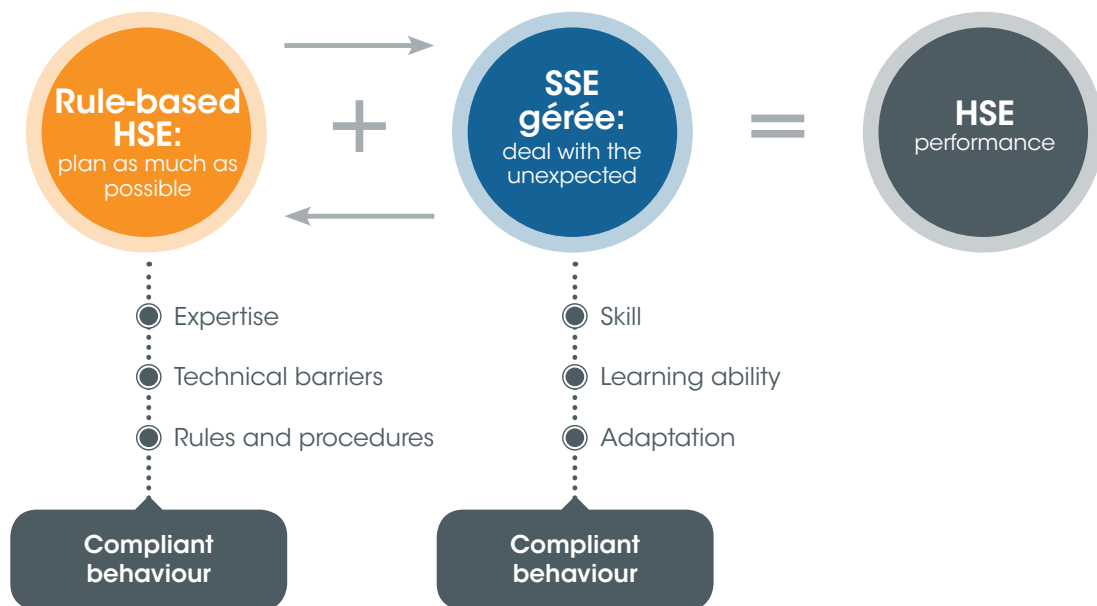 Rule-based
HSE:
plan as much as
possible
+
SSE
gérée:
deal with the
unexpected
=
HSE
performance
Expertise
Technical barriers
Rules and procedures
Compliant
behaviour
Skill
Learning ability
Adaptation
Compliant
behaviour